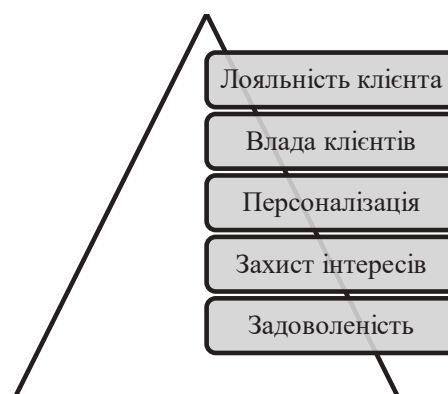 Лояльність клієнта
Влада клієнтів
Персоналізація
Захист інтересів
Задоволеність